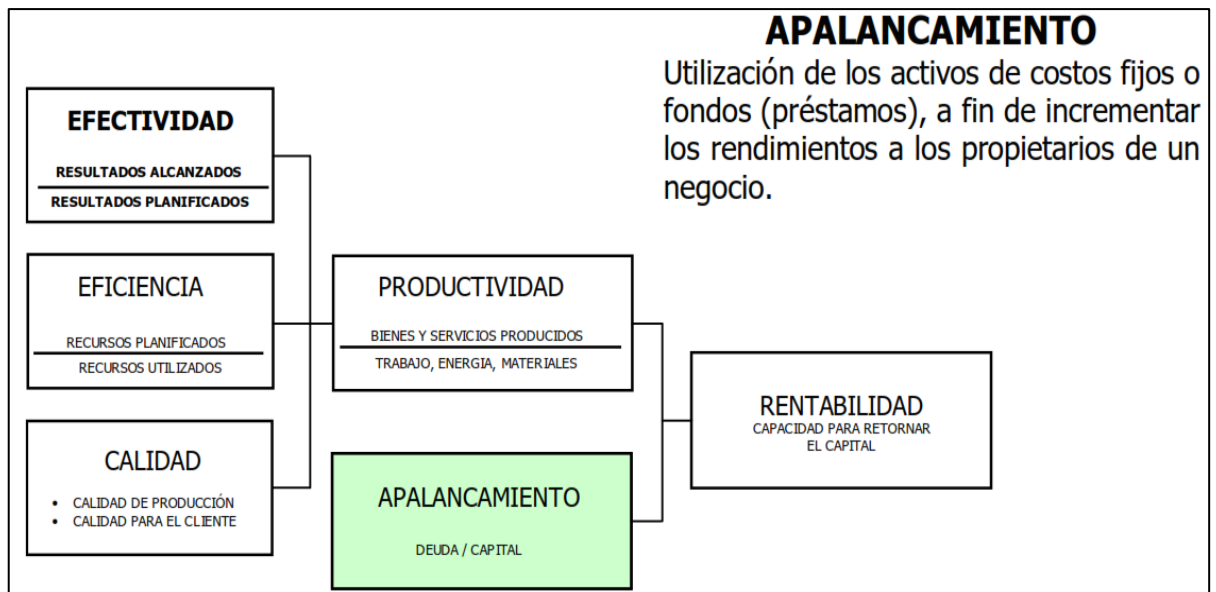 APALANCAMIENTO
Utilización de los activos de costos fijos o
fondos (préstamos), a fin de incrementar
los rendimientos a los propietarios de un
negocio.
EFECTIVIDAD
RESULTADOS ALCANZADOS
RESULTADOS PLANIFICADOS
EFICIENCIA
RECURSOS PLANIFICADOS
RECURSOS UTILIZADOS
CALIDAD
• CALIDAD DE PRODUCCIÓN
• CALIDAD PARA EL CLIENTE
PRODUCTIVIDAD
BIENES Y SERVICIOS PRODUCIDOS
TRABAJO, ENERGIA, MATERIALES
APALANCAMIENTO
DEUDA / CAPITAL
RENTABILIDAD
CAPACIDAD PARA RETORNAR
EL CAPITAL